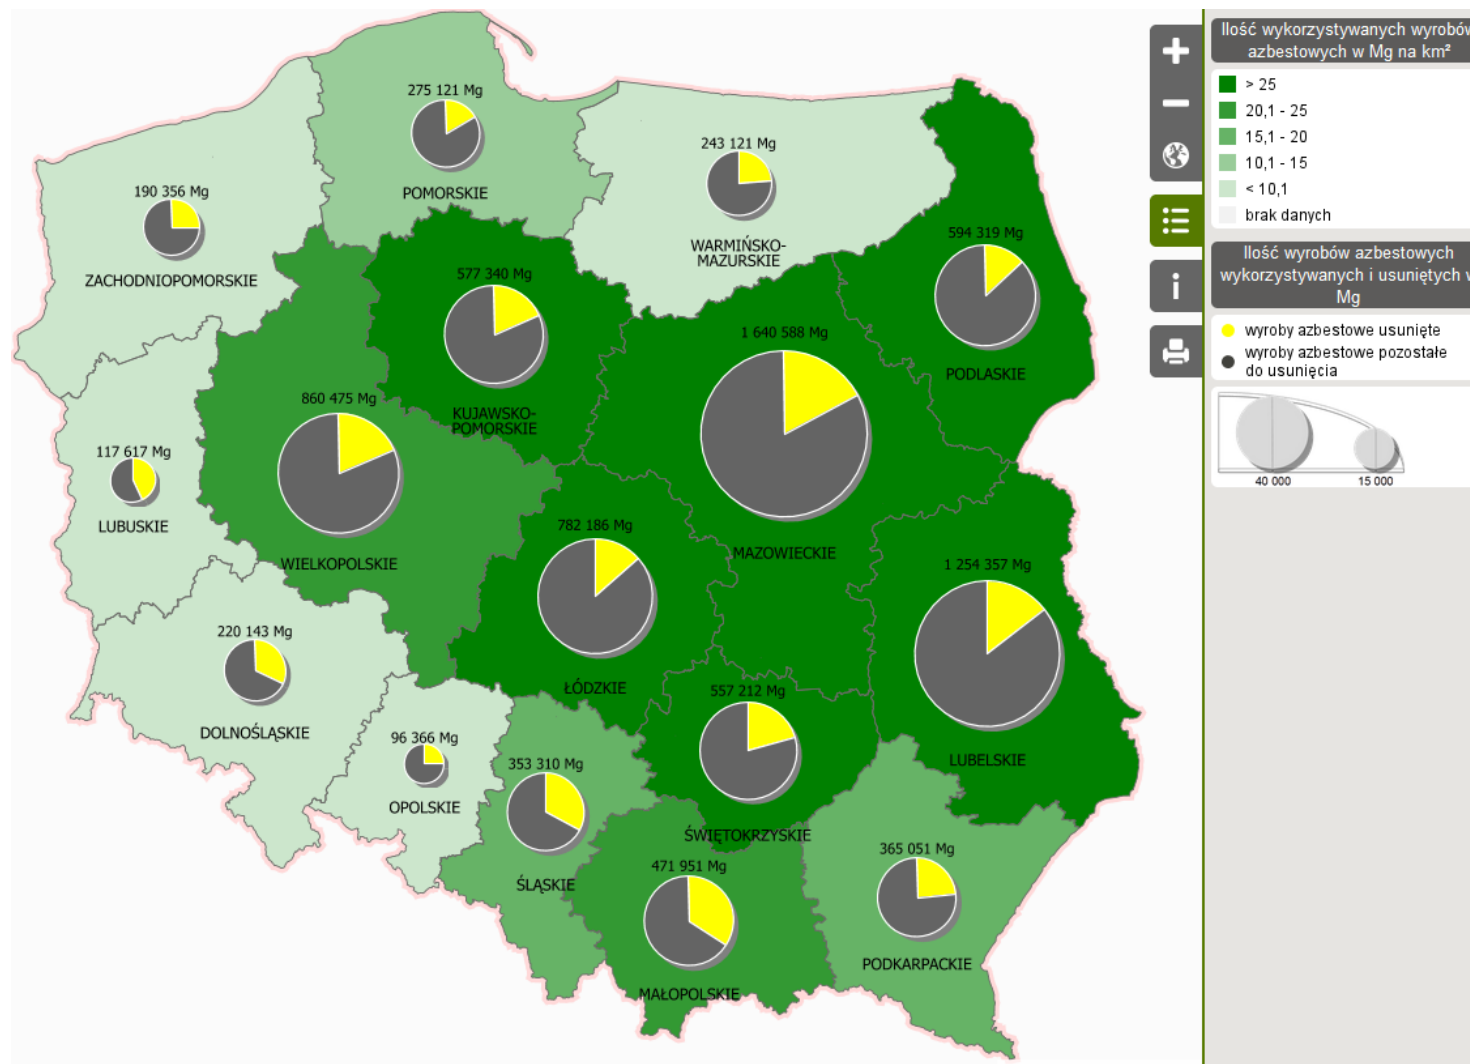 275 121 Mg
POMORSKIE
243 121 Mg
WARMIŃSKO-
MAZURSKIE
190 356 Mg
ZACHODNIOPOMORSKIE
594 319 Mg
PODLASKIE
577 340 Mg
KUJAWSKO-
POMORSKIE
1 640 588 Mg
MAZOWIECKIE
860 475 Mg
WIELKOPOLSKIE
117 617 Mg
LUBUSKIE
782 186 Mg
ŁÓDZKIE
1 254 357 Mg
LUBELSKIE
220 143 Mg
DOLNOŚLĄSKIE
96 366 Mg
OPOLSKIE
353 310 Mg
ŚLĄSKIE
557 212 Mg
ŚWIĘTOKRZYSKIE
471 951 Mg
MAŁOPOLSKIE
365 051 Mg
PODKARPACKIE
Ilość wykorzystywanych wyrobów
azbestowych w Mg na km²
> 25
20,1 - 25
15,1 - 20
10,1 - 15
< 10,1
brak danych
Ilość wyrobów azbestowych
wykorzystywanych i usuniętych w
Mg
wyroby azbestowe usunięte
wyroby azbestowe pozostałe
do usunięcia
40 000
15 000